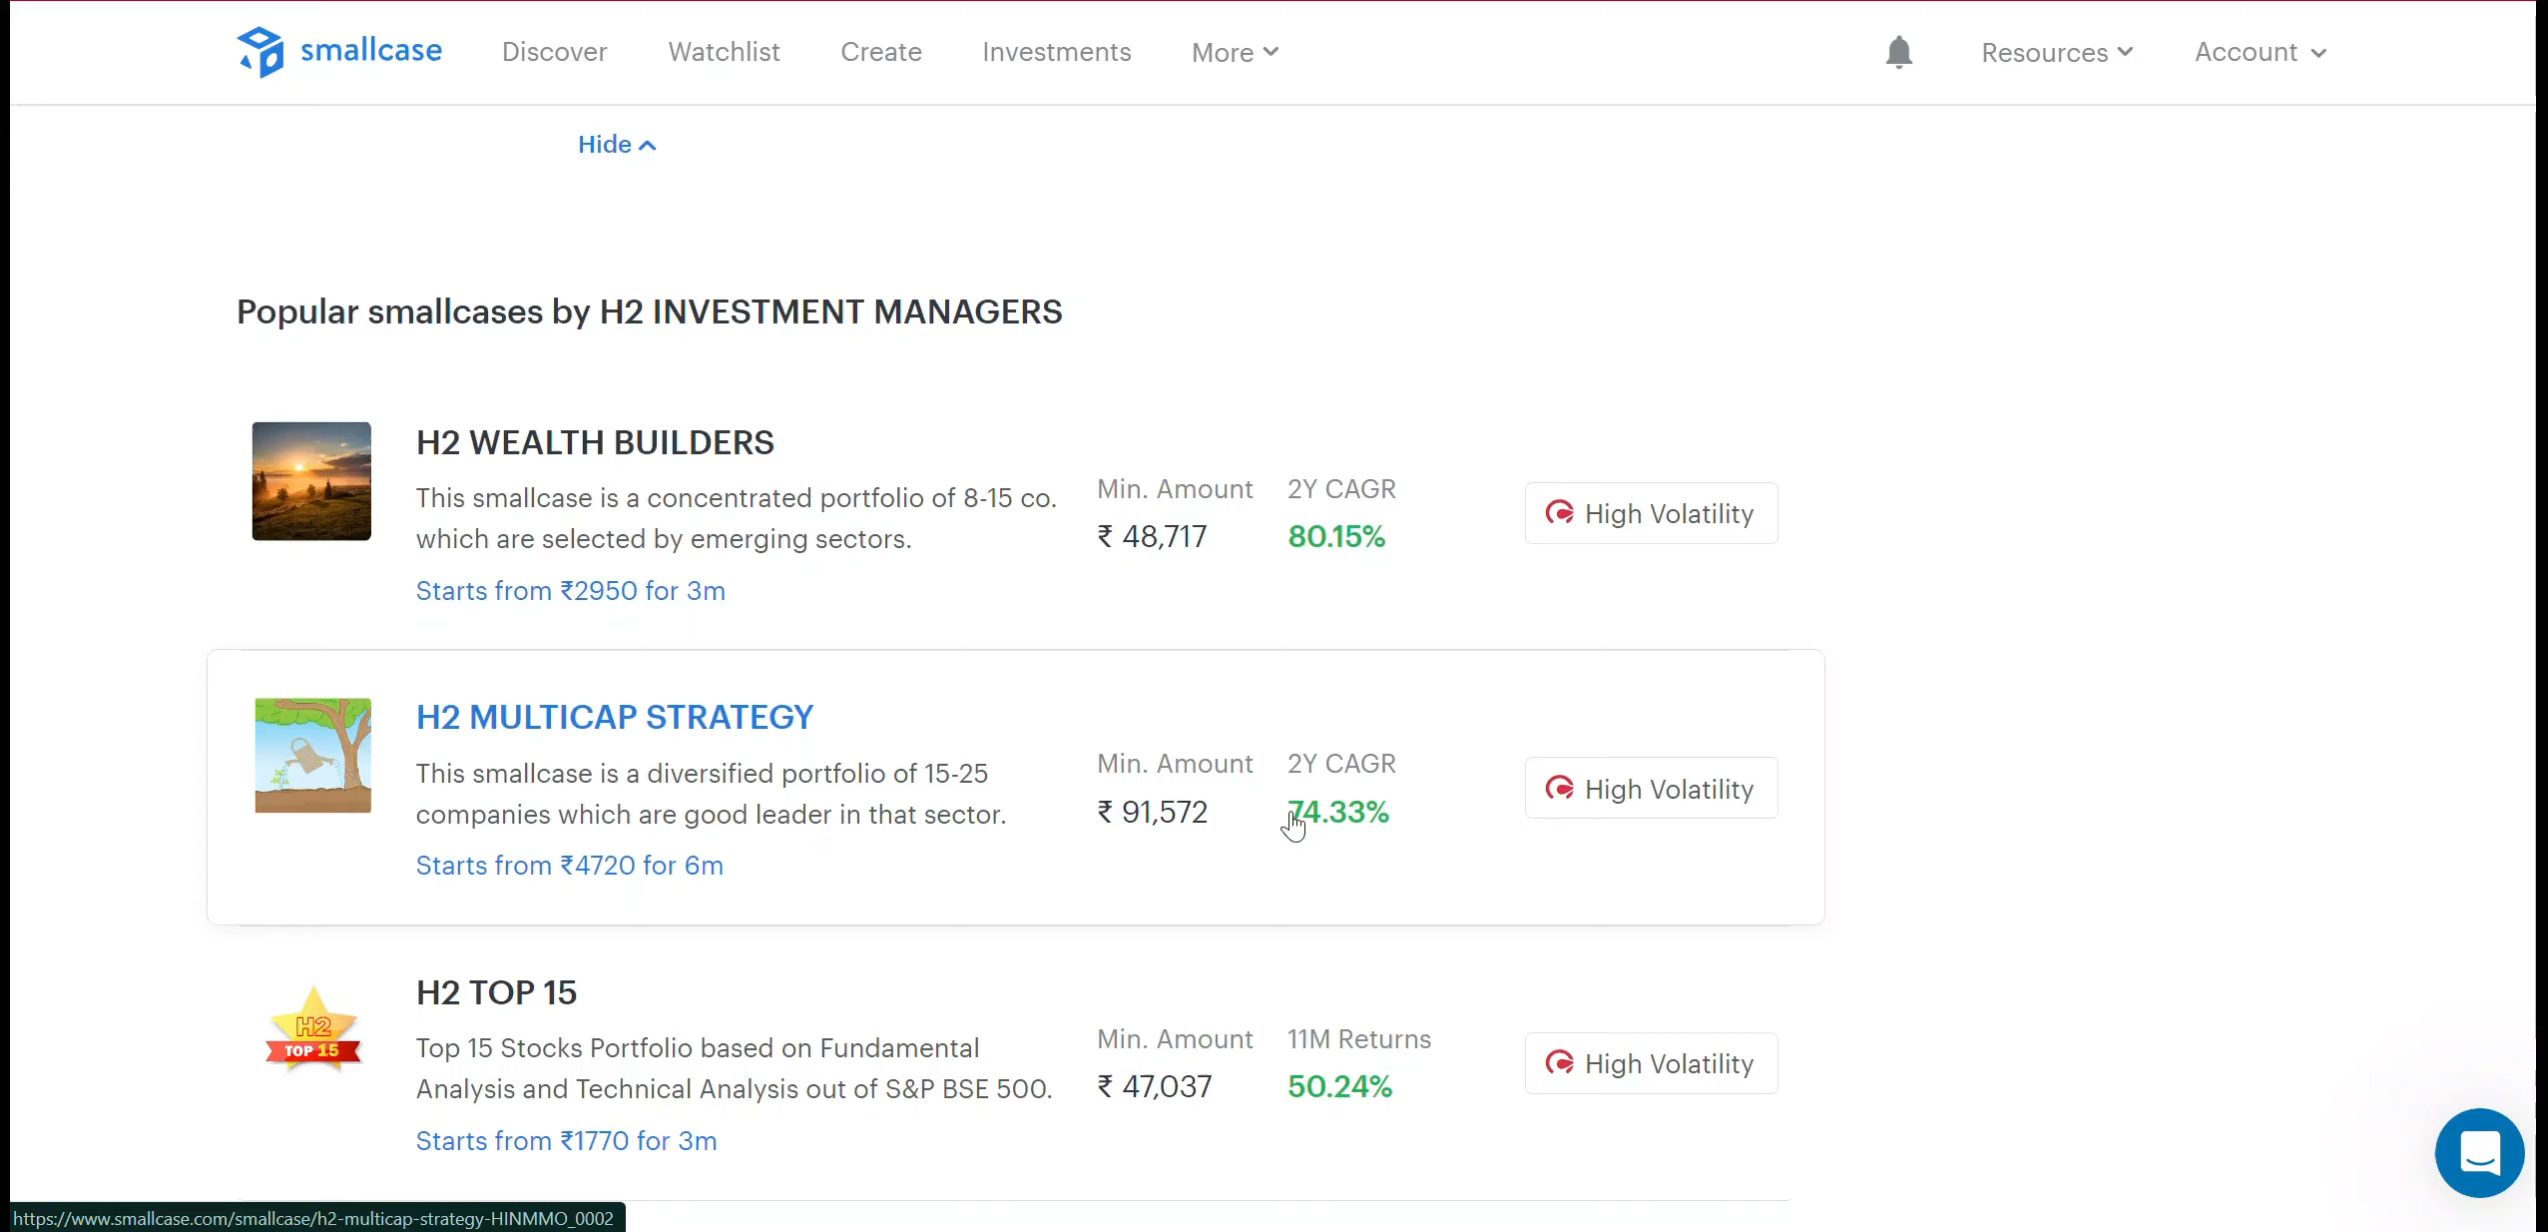 smallcase
Discover
Watchlist
Create
Investments
More
Resources
Account
Hide
Popular smallcases by H2 INVESTMENT MANAGERS
H2 WEALTH BUILDERS
This smallcase is a concentrated portfolio of 8-15 co.
which are selected by emerging sectors.
Starts from ₹2950 for 3m
Min. Amount
₹ 48,717
2Y CAGR
80.15%
High Volatility
H2 MULTICAP STRATEGY
This smallcase is a diversified portfolio of 15-25
companies which are good leader in that sector.
Starts from ₹4720 for 6m
Min. Amount
₹ 91,572
2Y CAGR
74.33%
High Volatility
H2
TOP 15
H2 TOP 15
Top 15 Stocks Portfolio based on Fundamental
Analysis and Technical Analysis out of S&P BSE 500.
Starts from ₹1770 for 3m
Min. Amount
₹ 47,037
11M Returns
50.24%
High Volatility
https://www.smallcase.com/smallcase/h2-multicap-strategy-HINMMO_0002